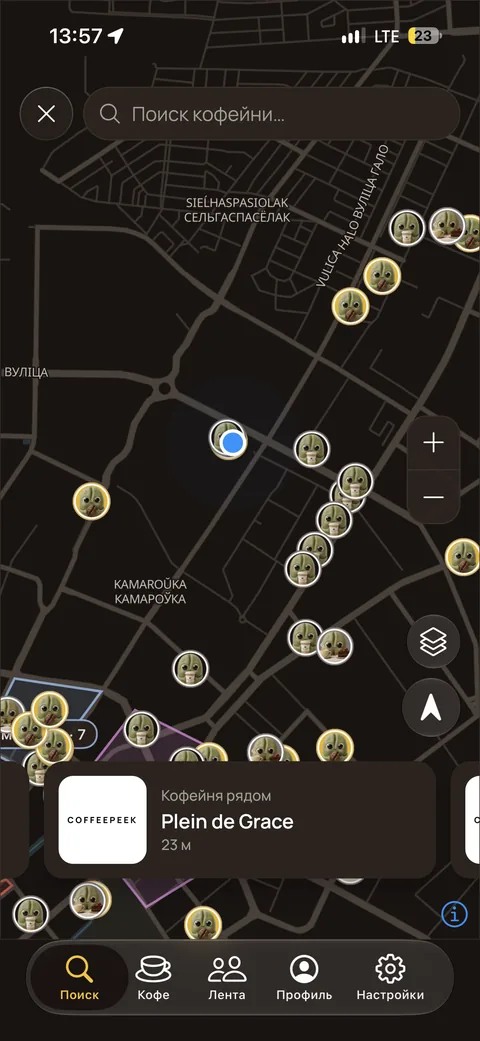 13:57
LTE
23
Поиск кофейни...
SIEĹHASPASIOLAK
СЕЛЬГАСПАСЁЛАК
VULICA HALO ВУЛІЦА ГАЛО
ВУЛІЦА
KAMAROŬKA
КАМАРОЎКА
7
Кофейня рядом
COFFEEPEEK
Plein de Grace
23 м
Поиск
Кофе
Лента
Профиль
Настройки